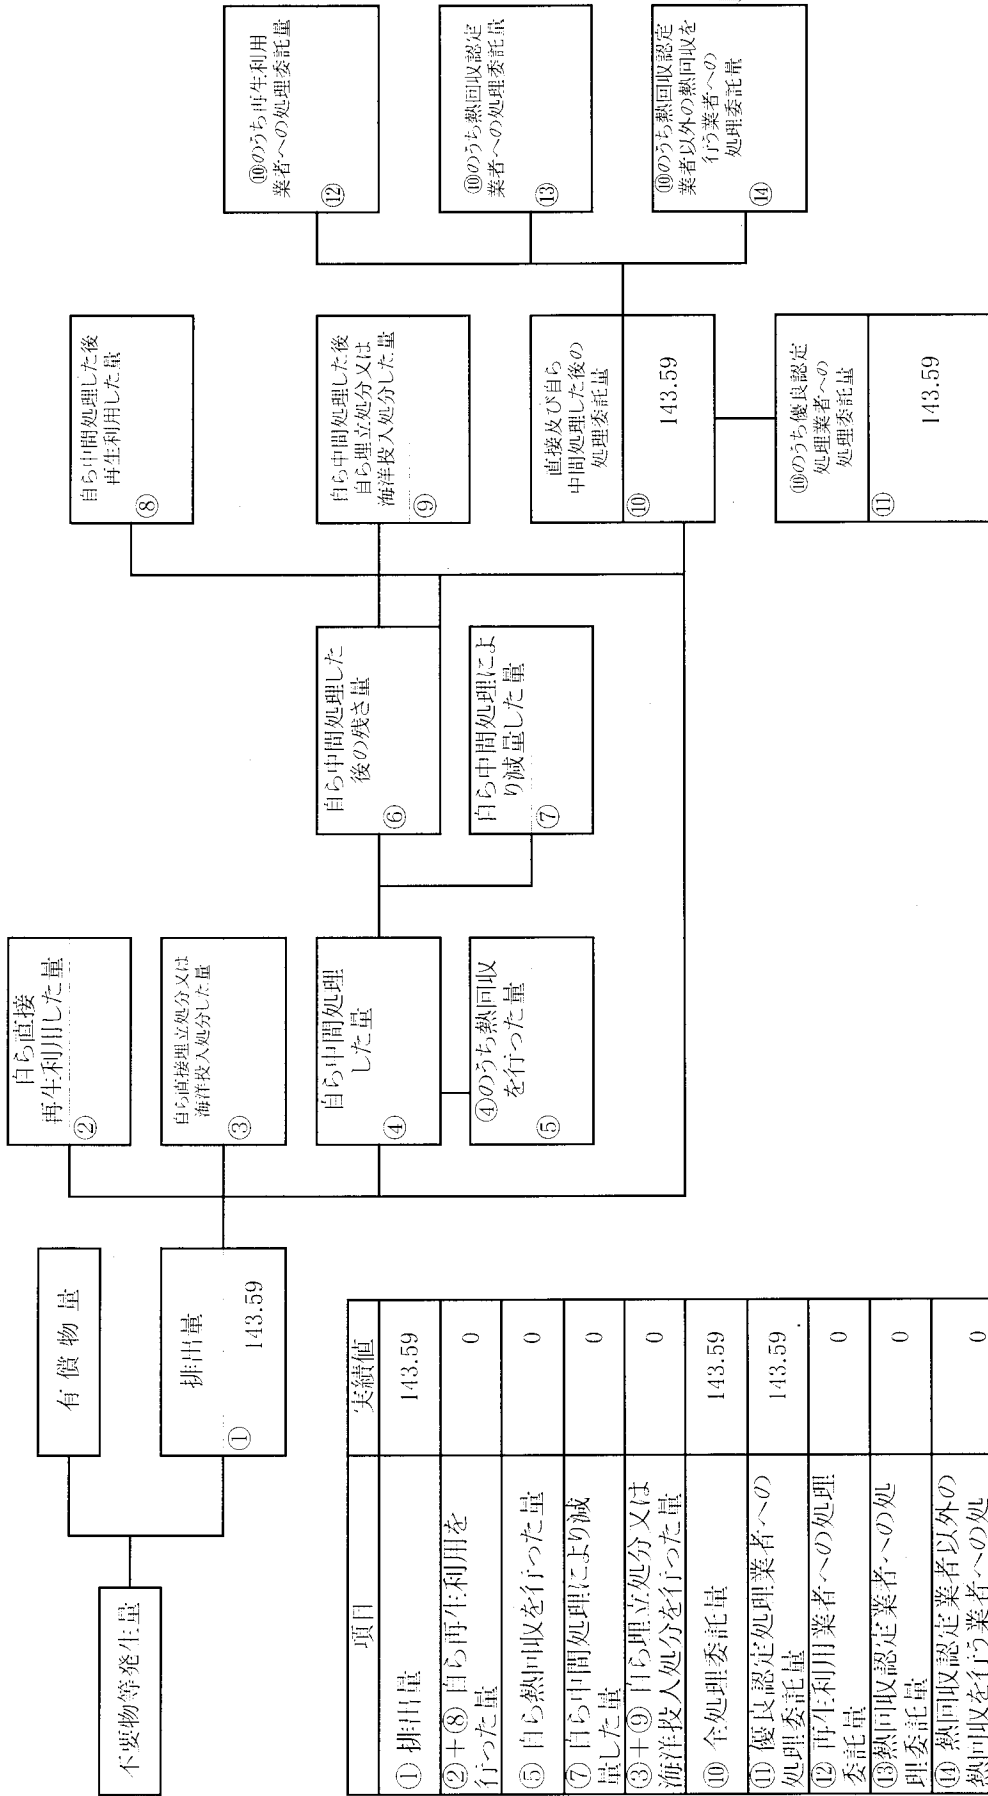 不要物等発生量
有償物量
排出量
①
143.59
自ら直接
再生利用した量
②
自ら直接埋立処分又は
海洋投入処分した量
③
自ら中間処理
した量
④
④のうち熱回収
を行った量
⑤
自ら中間処理した
後の残さ量
⑥
自ら中間処理によ
り減量した量
⑦
自ら中間処理した後
再生利用した量
⑧
自ら中間処理した後
自ら埋立処分又は
海洋投入処分した量
⑨
直接及び自ら
中間処理した後の
処理委託量
⑩
143.59
⑩のうち優良認定
処理業者への
処理委託量
⑪
143.59
⑩のうち再生利用
業者への処理委託量
⑫
⑩のうち熱回収認定
業者への処理委託量
⑬
⑩のうち熱回収認定
業者以外の熱回収を
行う業者への
処理委託量
⑭
項目 実績値
① 排出量 143.59
②+⑧ 自ら再生利用を
行った量 0
⑤ 自ら熱回収を行った量 0
⑦ 自ら中間処理により減
量した量 0
③+⑨ 自ら埋立処分又は
海洋投入処分を行った量 0
⑩ 全処理委託量 143.59
⑪ 優良認定処理業者への
処理委託量 143.59
⑫ 再生利用業者への処理
委託量 0
⑬熱回収認定業者への処
理委託量 0
⑭ 熱回収認定業者以外の
熱回収を行う業者への処 0